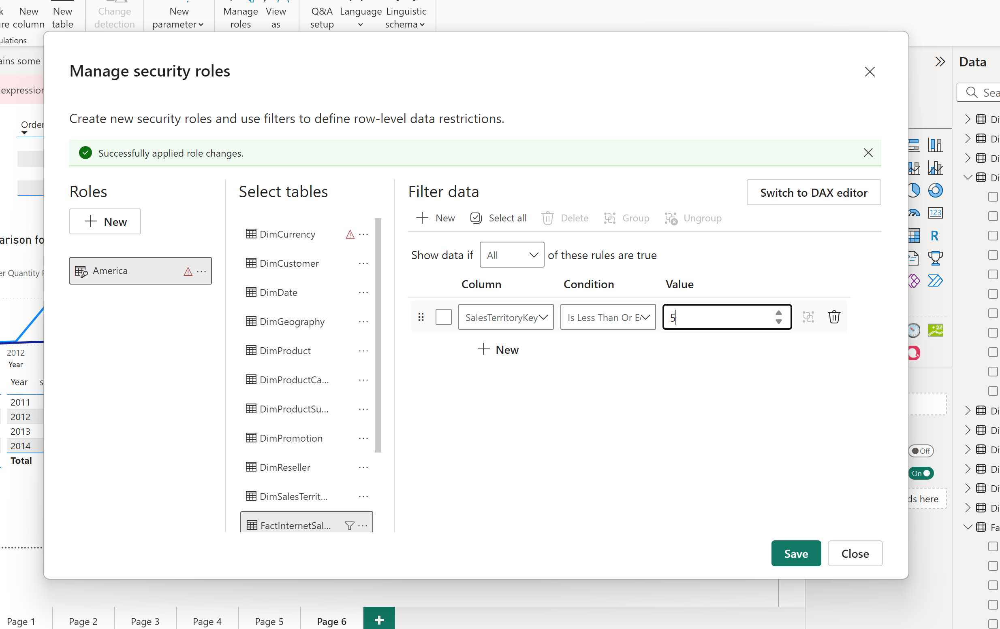 New
New
Change
New
Manage
View
Q&A
Language
Linguistic
column
table
detection
parameter
roles
as
setup
schema
ains some
expression
Order
Manage security roles
Create new security roles and use filters to define row-level data restrictions.
Successfully applied role changes.
Roles
New
America
Select tables
DimCurrency
DimCustomer
DimDate
DimGeography
DimProduct
DimProductCa...
DimProductSu...
DimPromotion
DimReseller
DimSalesTerrit...
FactInternetSal...
Filter data
Switch to DAX editor
New
Select all
Delete
Group
Ungroup
Show data if All of these rules are true
Column Condition Value
SalesTerritoryKey
Is Less Than Or E
5
New
Save
Close
arison fo
er Quantity
2012
Year
Year
2011
2012
2013
2014
Total
Data
Sea
Di
Di
Di
Di
123
R
Off
On
ds here
Di
Di
Di
Di
Di
Di
Fa
Page 1
Page 2
Page 3
Page 4
Page 5
Page 6